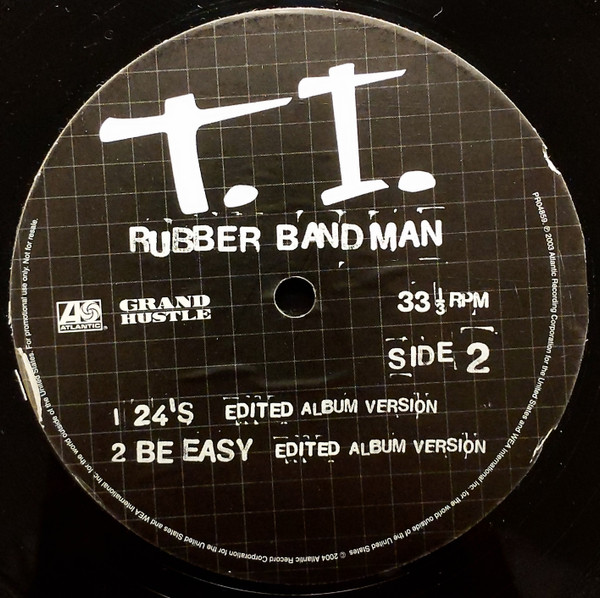 T.I.
RUBBER BAND MAN
ATLANTIC
GRAND
HUSTLE
33 1/3 RPM
SIDE 2
1 24'S EDITED ALBUM VERSION
2 BE EASY EDITED ALBUM VERSION
PR04859 ℗ 2003 Atlantic Recording Corporation for the United States and WEA International Inc. for the world outside of the United States © 2004 Atlantic Record Corporation for the United States and WEA International Inc. for the world outside of the United States. For promotional use only. Not for resale.